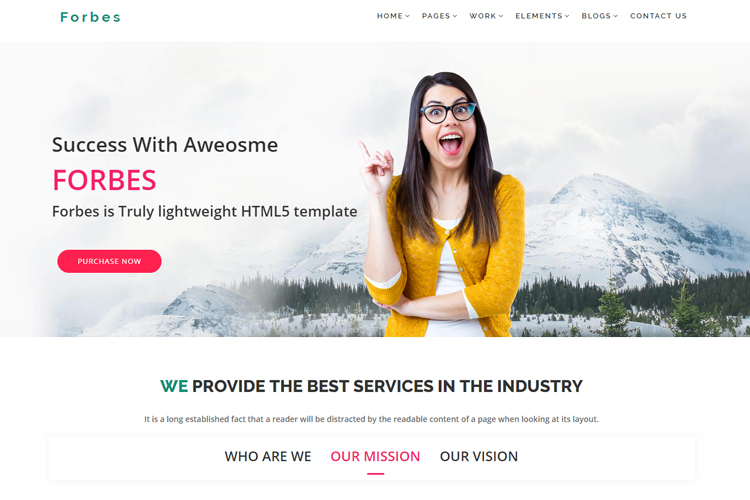 Forbes
HOME PAGES WORK ELEMENTS BLOGS CONTACT US
Success With Aweosme
FORBES
Forbes is Truly lightweight HTML5 template
PURCHASE NOW
WE PROVIDE THE BEST SERVICES IN THE INDUSTRY
It is a long established fact that a reader will be distracted by the readable content of a page when looking at its layout.
WHO ARE WE OUR MISSION OUR VISION